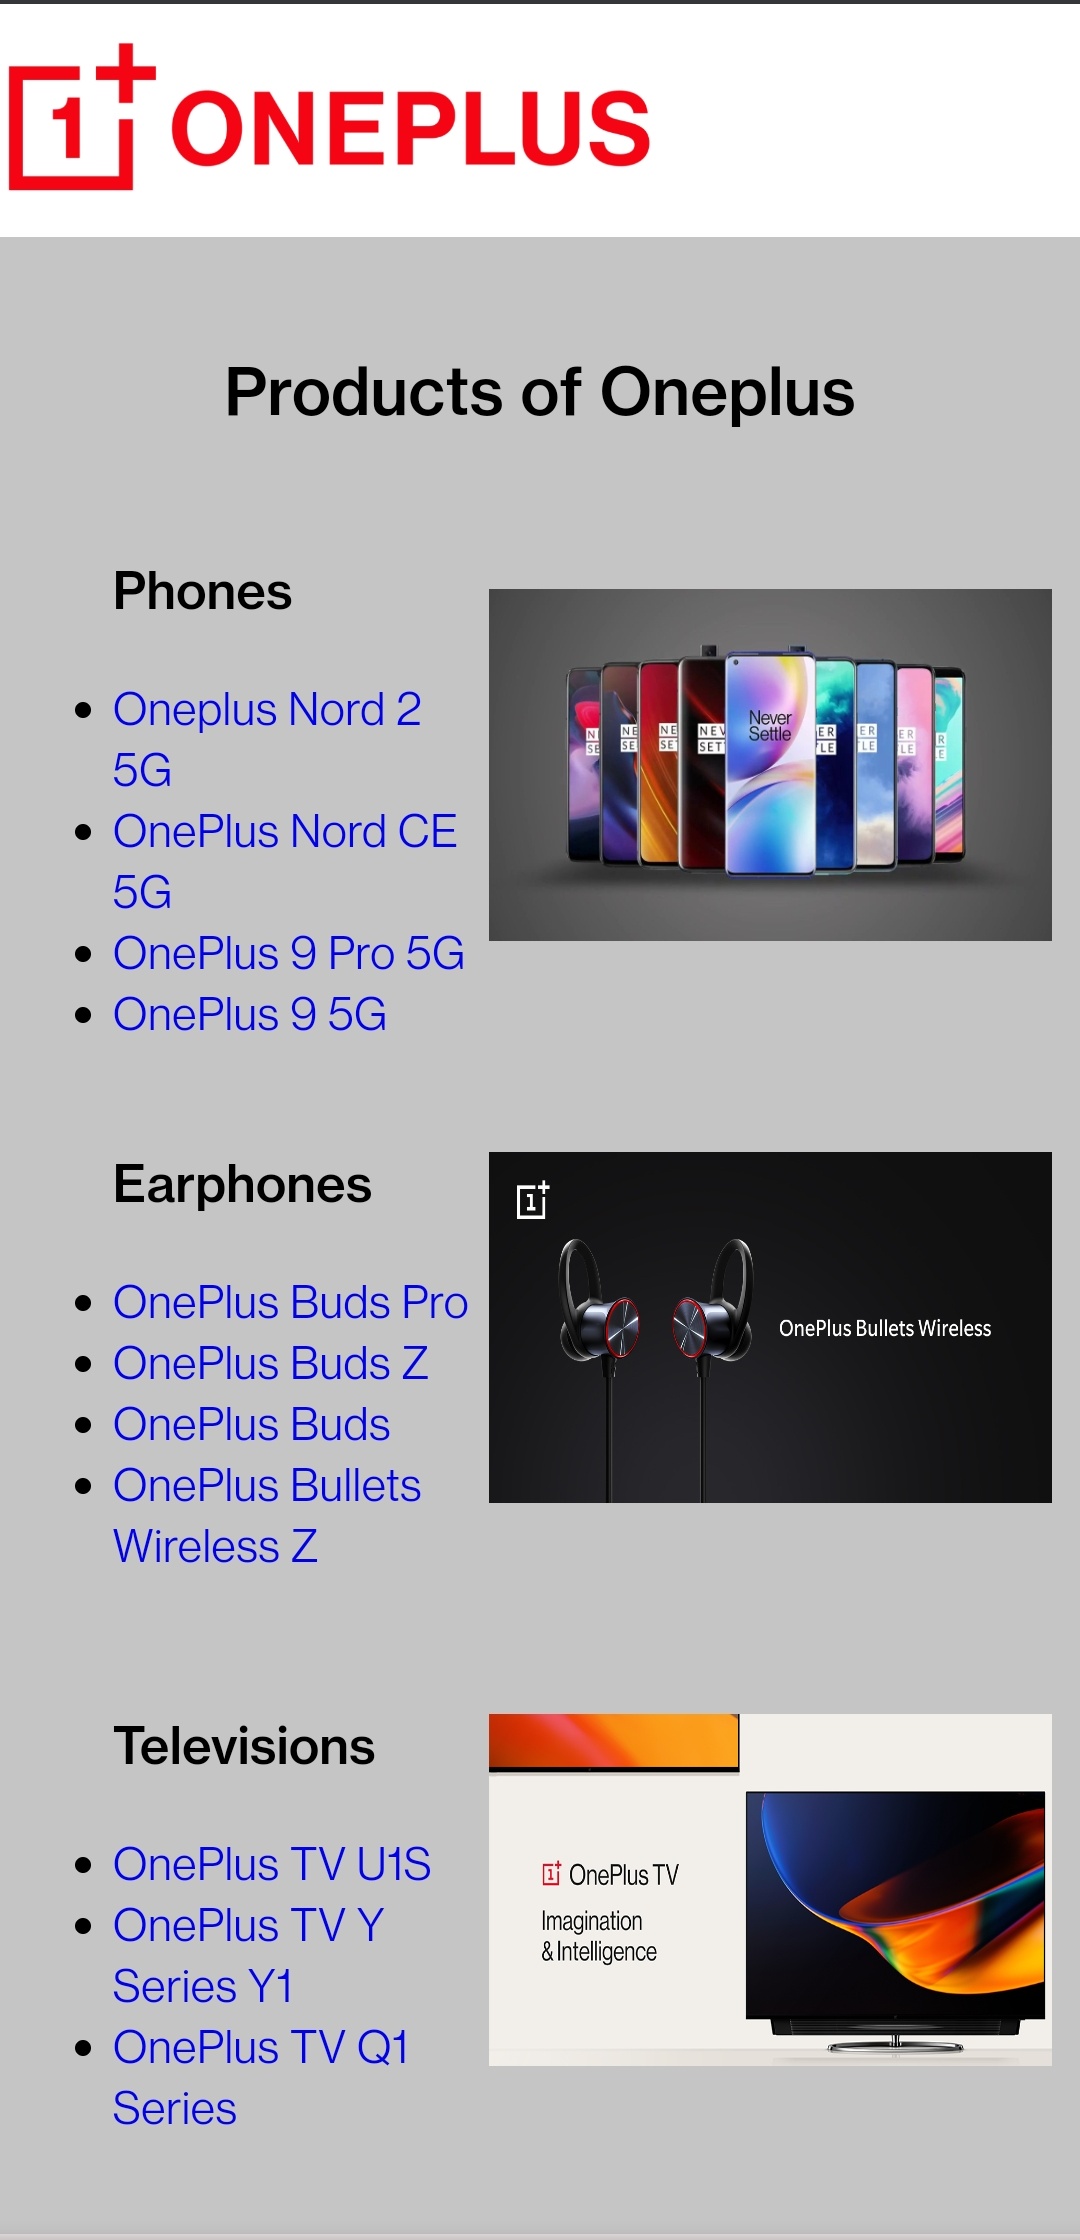 1+ ONEPLUS
Products of Oneplus
Phones
Oneplus Nord 2
5G
OnePlus Nord CE
5G
OnePlus 9 Pro 5G
OnePlus 9 5G
Never
Settle
Earphones
OnePlus Buds Pro
OnePlus Buds Z
OnePlus Buds
OnePlus Bullets
Wireless Z
1+
OnePlus Bullets Wireless
Televisions
OnePlus TV U1S
OnePlus TV Y
Series Y1
OnePlus TV Q1
Series
1+ OnePlus TV
Imagination
& Intelligence